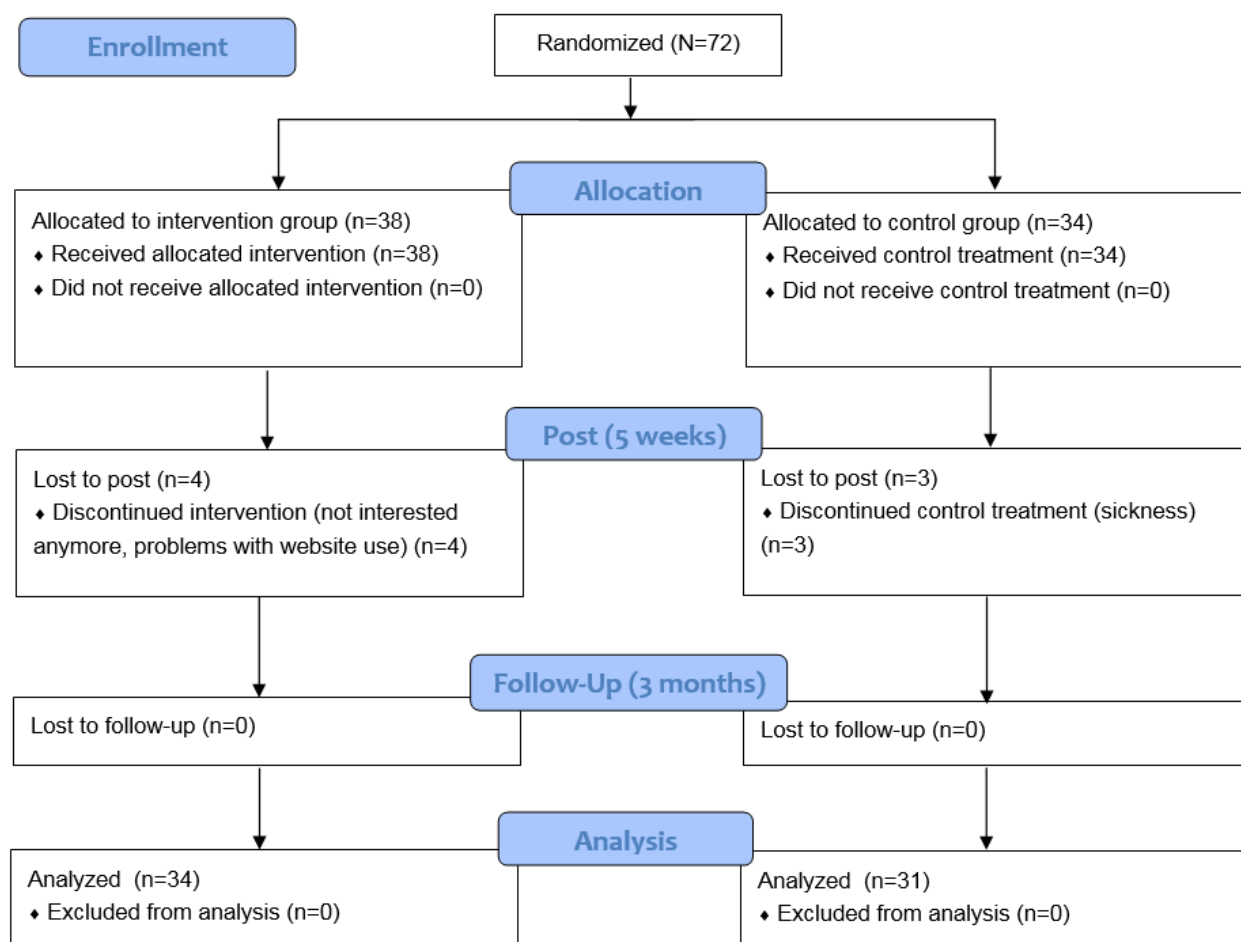 Enrollment
Randomized (N=72)
Allocation
Allocated to intervention group (n=38)
♦ Received allocated intervention (n=38)
♦ Did not receive allocated intervention (n=0)
Allocated to control group (n=34)
♦ Received control treatment (n=34)
♦ Did not receive control treatment (n=0)
Post (5 weeks)
Lost to post (n=4)
♦ Discontinued intervention (not interested
anymore, problems with website use) (n=4)
Lost to post (n=3)
♦ Discontinued control treatment (sickness)
(n=3)
Follow-Up (3 months)
Lost to follow-up (n=0)
Lost to follow-up (n=0)
Analysis
Analyzed  (n=34)
♦ Excluded from analysis (n=0)
Analyzed  (n=31)
♦ Excluded from analysis (n=0)